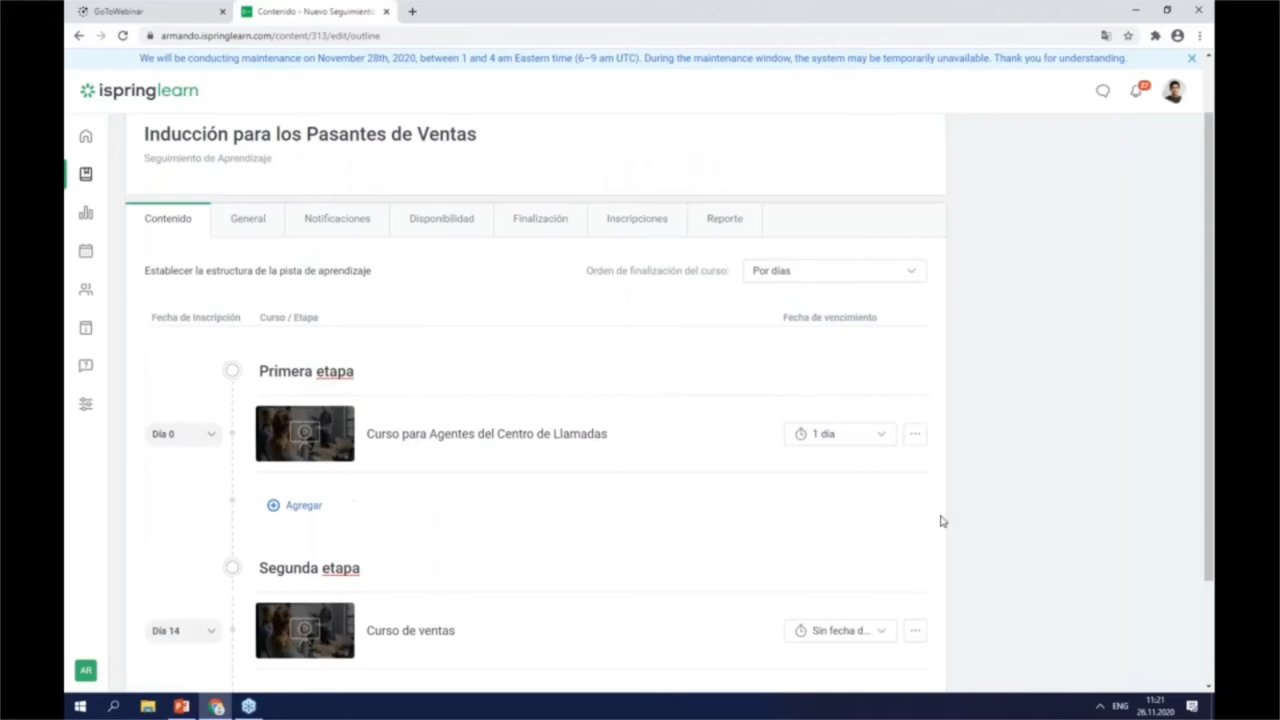 GoToWebinar
Contenido - Nuevo Seguimiento
armando.ispringlearn.com/content/313/edit/outline
We will be conducting maintenance on November 28th, 2020, between 1 and 4 am Eastern time (6–9 am UTC). During the maintenance window, the system may be temporarily unavailable. Thank you for understanding.
ispringlearn
27
Inducción para los Pasantes de Ventas
Seguimiento de Aprendizaje
Contenido General Notificaciones Disponibilidad Finalización Inscripciones Reporte
Establecer la estructura de la pista de aprendizaje Orden de finalización del curso: Por días
Fecha de Inscripción Curso / Etapa Fecha de vencimiento
Primera etapa
Día 0 Curso para Agentes del Centro de Llamadas 1 día
Agregar
Segunda etapa
Día 14 Curso de ventas Sin fecha d...
AR
ENG 11:21
26.11.2020